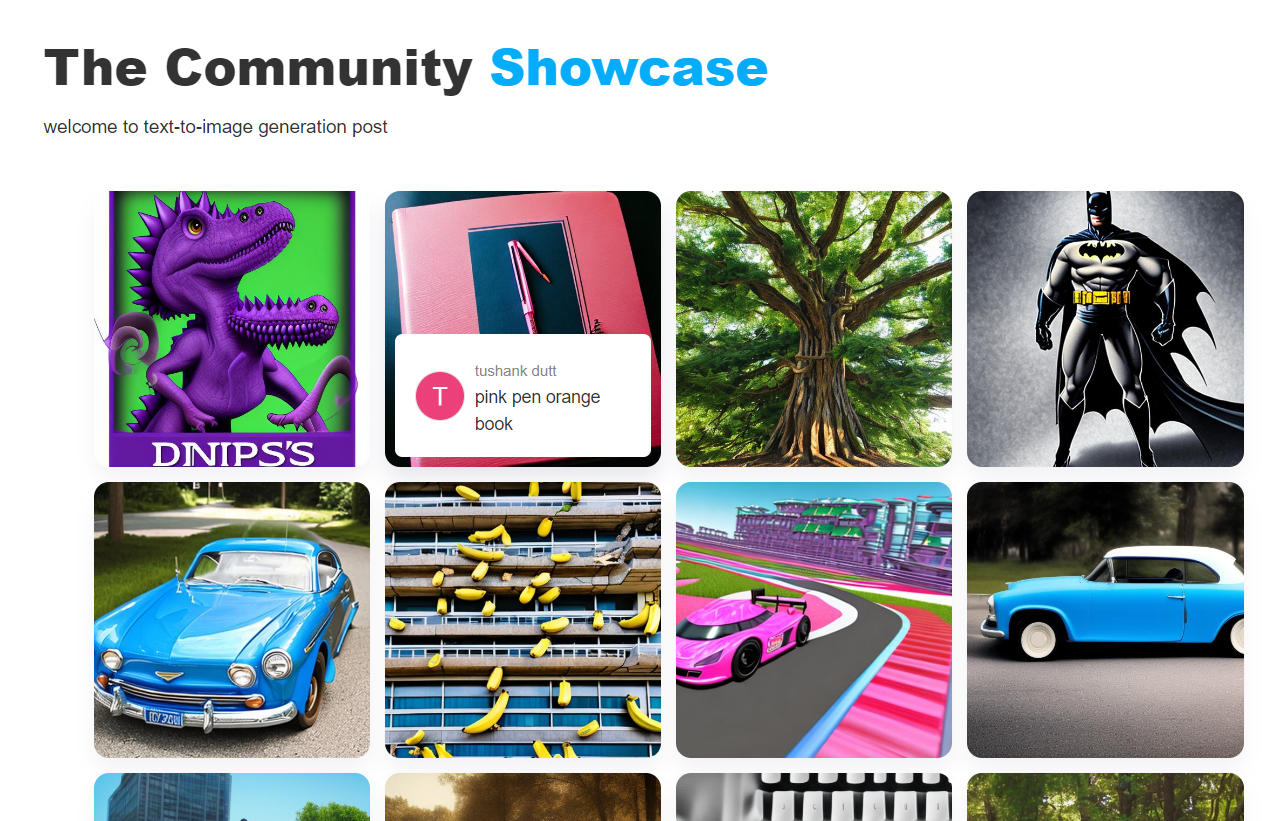 The Community Showcase
welcome to text-to-image generation post
DNIPS'S
tushank dutt
T
pink pen orange
book